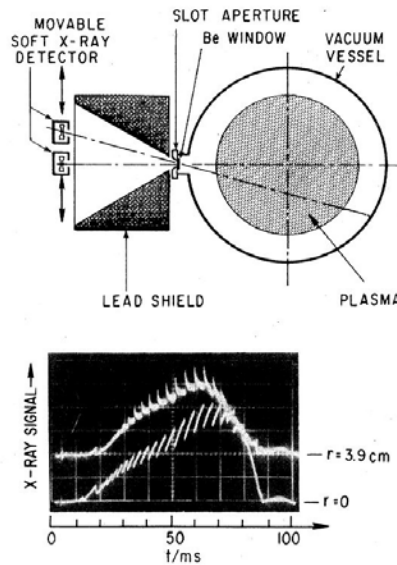 MOVABLE
SOFT X-RAY
DETECTOR
SLOT APERTURE
Be WINDOW
VACUUM
VESSEL
LEAD SHIELD
PLASMA
X-RAY SIGNAL
r=3.9 cm
r=0
0 50 100
t/ms